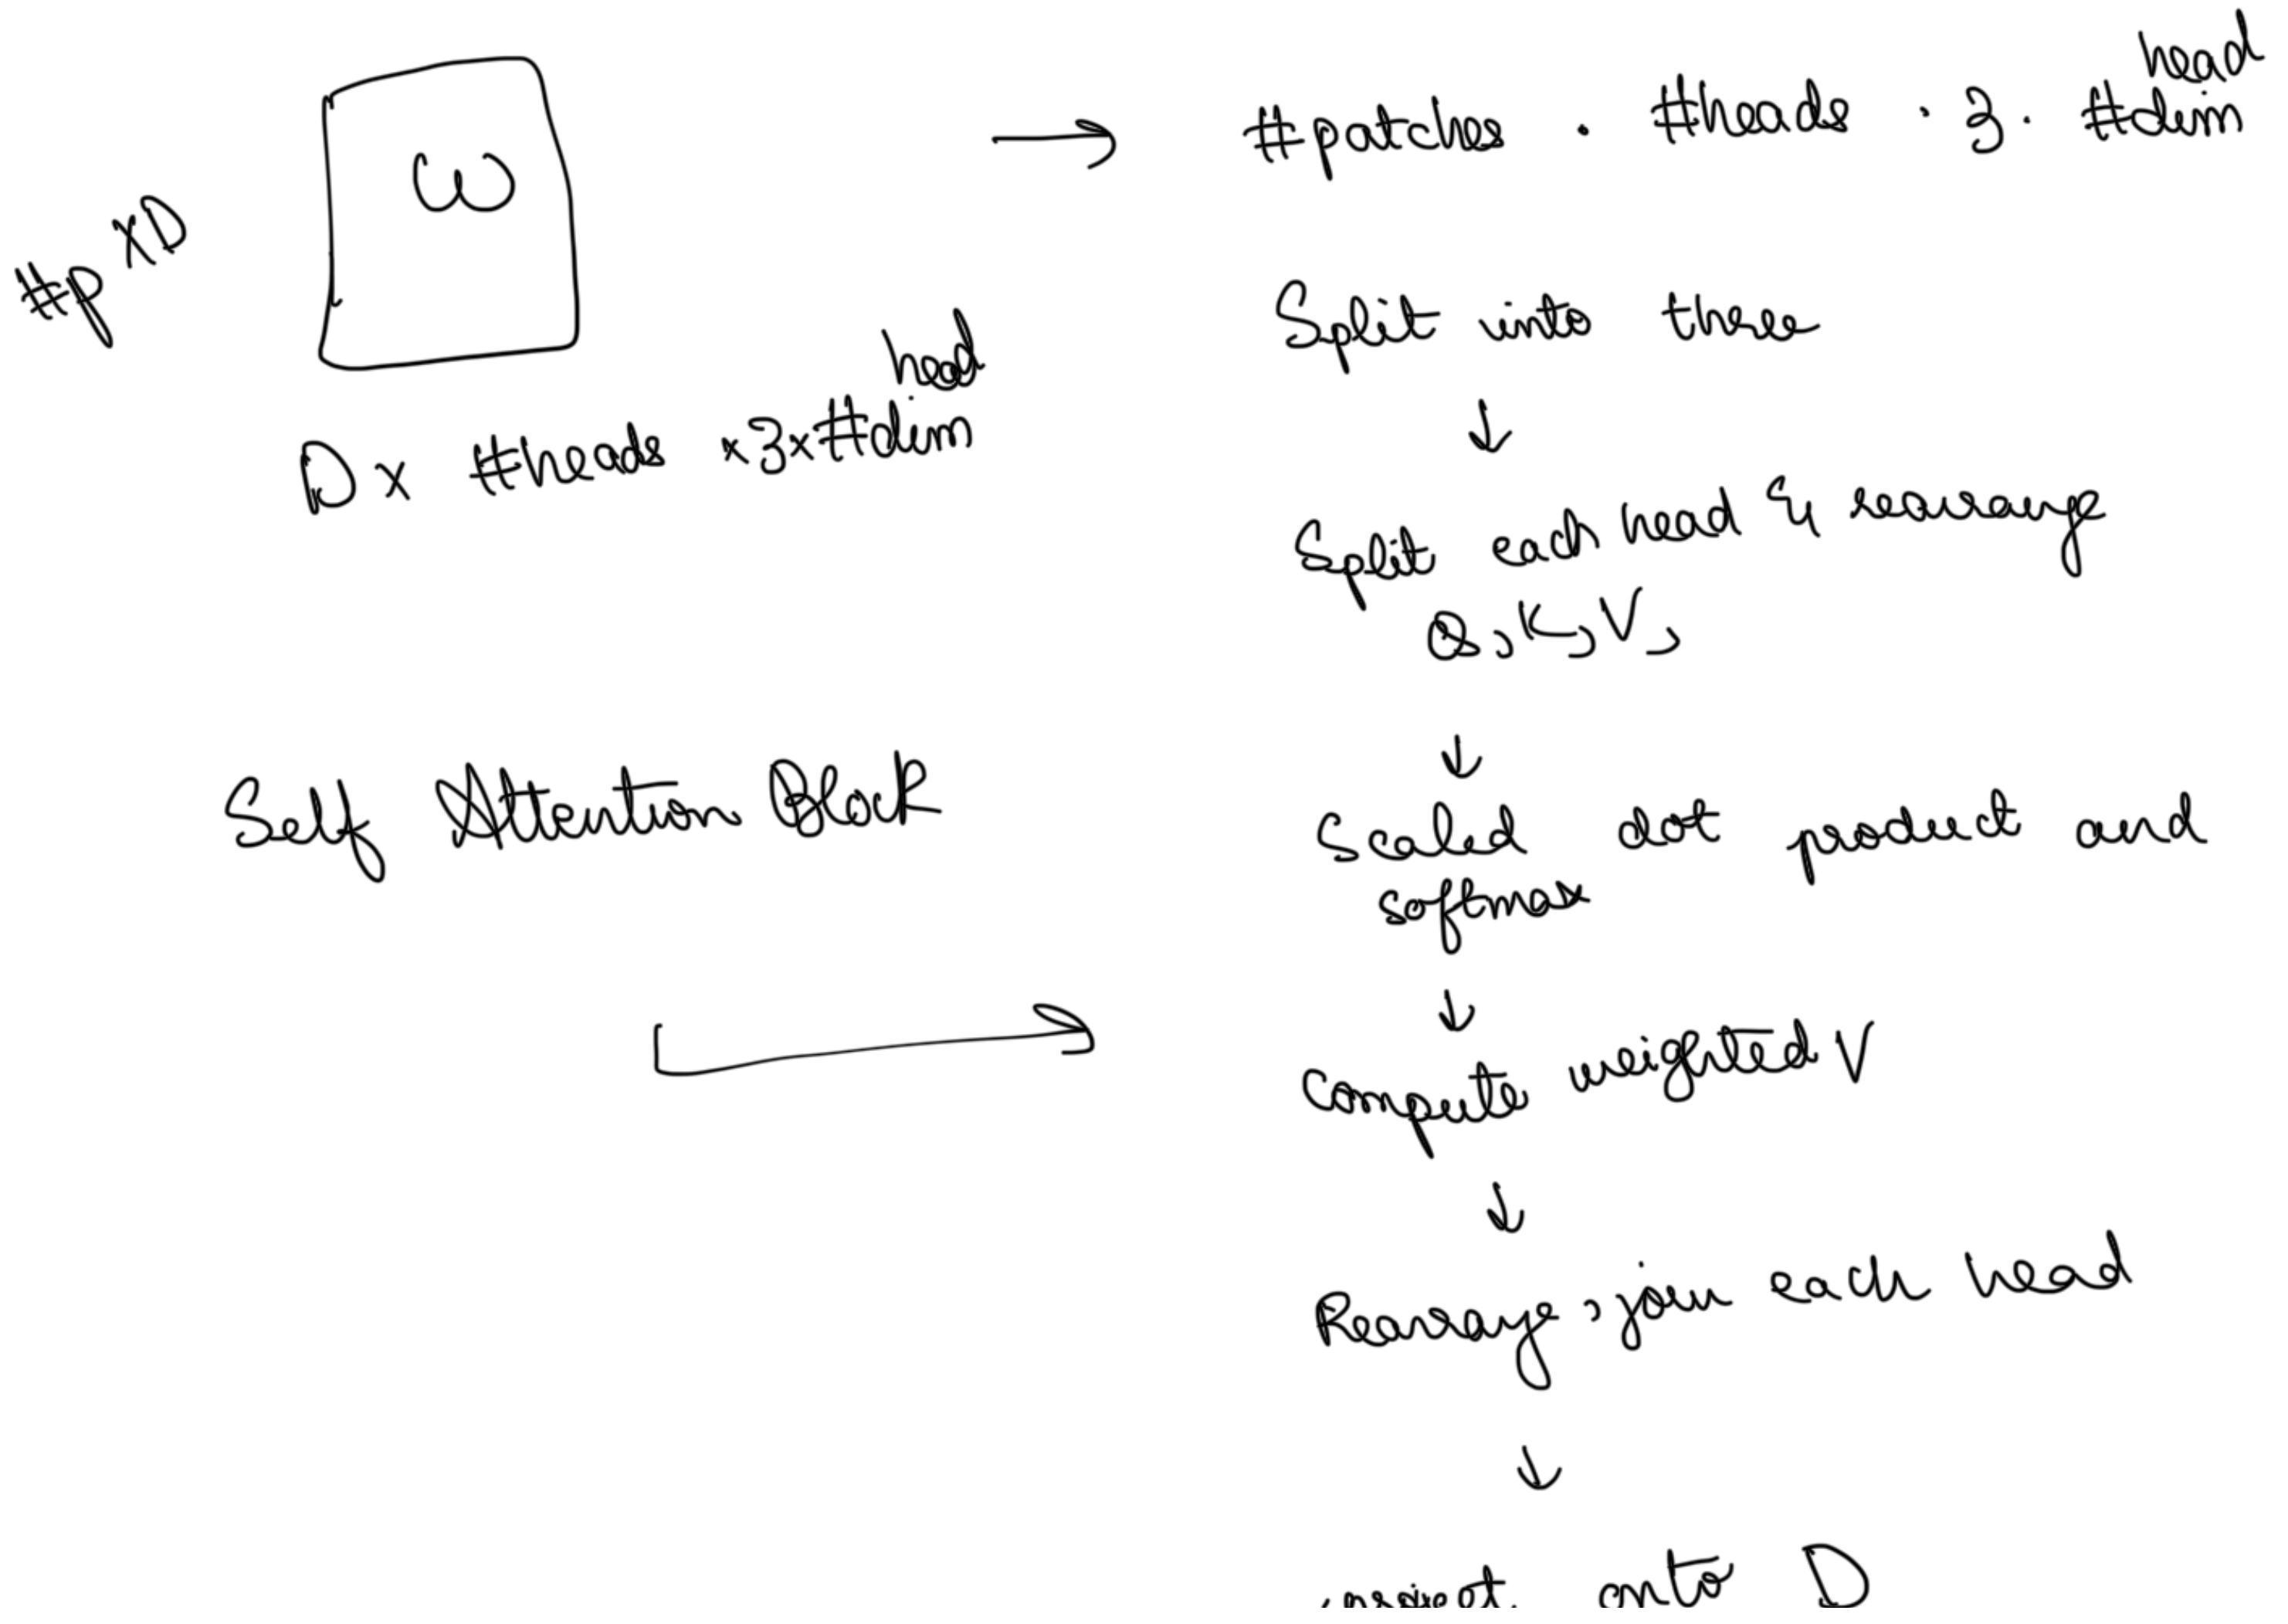 #p x D
W
D x #heads x 3 x #dim head
Self Attention Block
#patches . #heads . 3 . #dim head
Split into three
Split each head & rearrange
Q, K, V,
Scaled dot product and
softmax
Compute weighted V
Rearrange, join each head
onto D